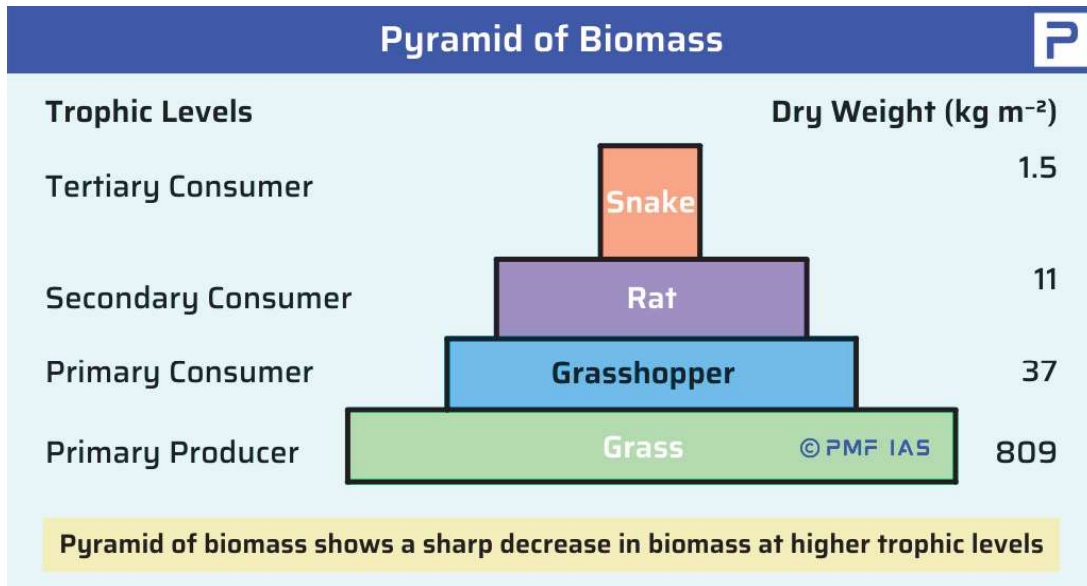 Pyramid of Biomass
P
Trophic Levels Dry Weight (kg m⁻²)
Tertiary Consumer Snake 1.5
Secondary Consumer Rat 11
Primary Consumer Grasshopper 37
Primary Producer Grass © PMF IAS 809
Pyramid of biomass shows a sharp decrease in biomass at higher trophic levels